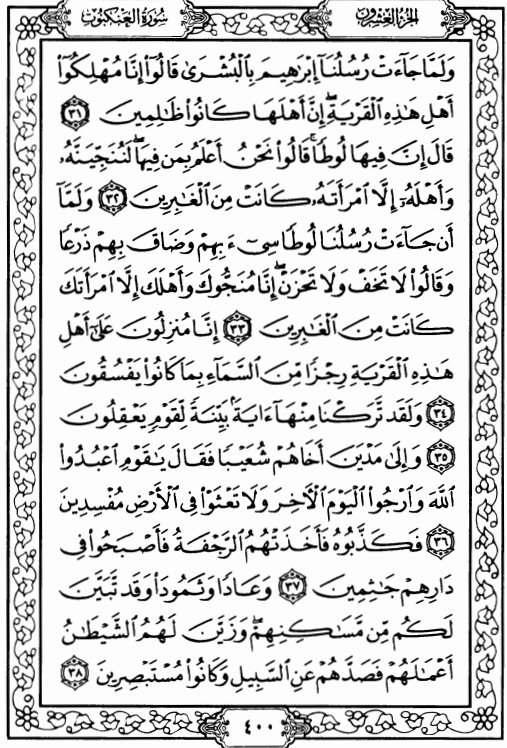 الجزء العشرون
سورة العنكبوت
وَلَمَّا جَآءَتْ رُسُلُنَآ إِبْرَٰهِيمَ بِٱلْبُشْرَىٰ قَالُوٓا۟ إِنَّا مُهْلِكُوٓا۟
أَهْلِ هَٰذِهِ ٱلْقَرْيَةِ ۖ إِنَّ أَهْلَهَا كَانُوا۟ ظَٰلِمِينَ ٣١
قَالَ إِنَّ فِيهَا لُوطًا ۚ قَالُوا۟ نَحْنُ أَعْلَمُ بِمَن فِيهَا ۖ لَنُنَجِّيَنَّهُۥ
وَأَهْلَهُۥٓ إِلَّا ٱمْرَأَتَهُۥ كَانَتْ مِنَ ٱلْغَٰبِرِينَ ٣٢ وَلَمَّآ
أَن جَآءَتْ رُسُلُنَا لُوطًا سِىٓءَ بِهِمْ وَضَاقَ بِهِمْ ذَرْعًا
وَقَالُوا۟ لَا تَخَفْ وَلَا تَحْزَنْ ۖ إِنَّا مُنَجُّوكَ وَأَهْلَكَ إِلَّا ٱمْرَأَتَكَ
كَانَتْ مِنَ ٱلْغَٰبِرِينَ ٣٣ إِنَّا مُنزِلُونَ عَلَىٰٓ أَهْلِ
هَٰذِهِ ٱلْقَرْيَةِ رِجْزًا مِّنَ ٱلسَّمَآءِ بِمَا كَانُوا۟ يَفْسُقُونَ
٣٤ وَلَقَد تَّرَكْنَا مِنْهَآ ءَايَةًۢ بَيِّنَةً لِّقَوْمٍ يَعْقِلُونَ
٣٥ وَإِلَىٰ مَدْيَنَ أَخَاهُمْ شُعَيْبًا فَقَالَ يَٰقَوْمِ ٱعْبُدُوا۟
ٱللَّهَ وَٱرْجُوا۟ ٱلْيَوْمَ ٱلْءَاخِرَ وَلَا تَعْثَوْا۟ فِى ٱلْأَرْضِ مُفْسِدِينَ
٣٦ فَكَذَّبُوهُ فَأَخَذَتْهُمُ ٱلرَّجْفَةُ فَأَصْبَحُوا۟ فِى
دَارِهِمْ جَٰثِمِينَ ٣٧ وَعَادًا وَثَمُودَا۟ وَقَد تَّبَيَّنَ
لَكُم مِّن مَّسَٰكِنِهِمْ ۖ وَزَيَّنَ لَهُمُ ٱلشَّيْطَٰنُ
أَعْمَٰلَهُمْ فَصَدَّهُمْ عَنِ ٱلسَّبِيلِ وَكَانُوا۟ مُسْتَبْصِرِينَ ٣٨
٤٠٠